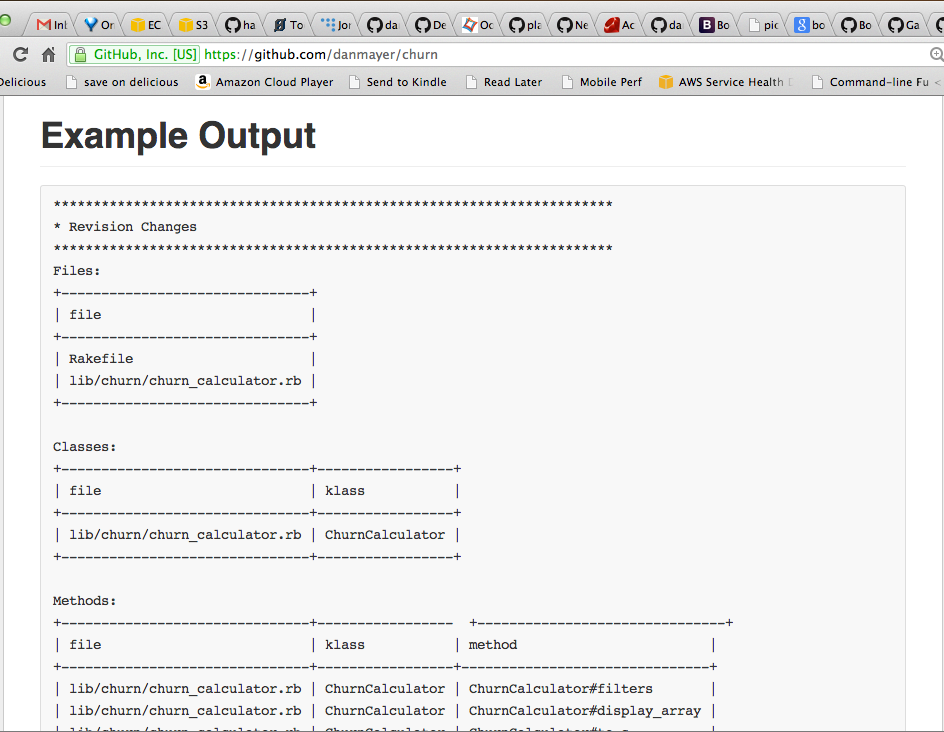 Inl Or EC S3 ha To Jor da De Oc pla Ne Ac da Bo pic bo Bo Ga
GitHub, Inc. [US] https://github.com/danmayer/churn
Delicious save on delicious Amazon Cloud Player Send to Kindle Read Later Mobile Perf AWS Service Health Command-line Fu <
Example Output
**********************************************************************
* Revision Changes
**********************************************************************
Files:
+-------------------------------+
| file                          |
+-------------------------------+
| Rakefile                      |
| lib/churn/churn_calculator.rb |
+-------------------------------+
Classes:
+-------------------------------+-----------------+
| file                          | klass           |
+-------------------------------+-----------------+
| lib/churn/churn_calculator.rb | ChurnCalculator |
+-------------------------------+-----------------+
Methods:
+-------------------------------+-----------------  +-------------------------------+
| file                          | klass           | method                        |
+-------------------------------+-----------------+-------------------------------+
| lib/churn/churn_calculator.rb | ChurnCalculator | ChurnCalculator#filters       |
| lib/churn/churn_calculator.rb | ChurnCalculator | ChurnCalculator#display_array |